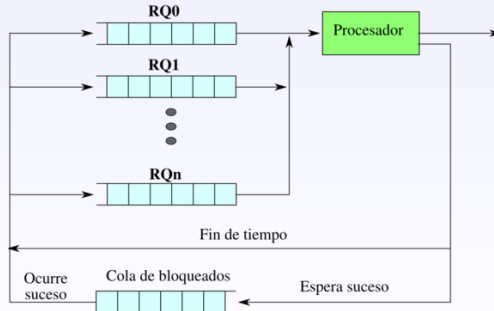 RQ0
Procesador
RQ1
RQn
Fin de tiempo
Ocurre
suceso
Cola de bloqueados
Espera suceso